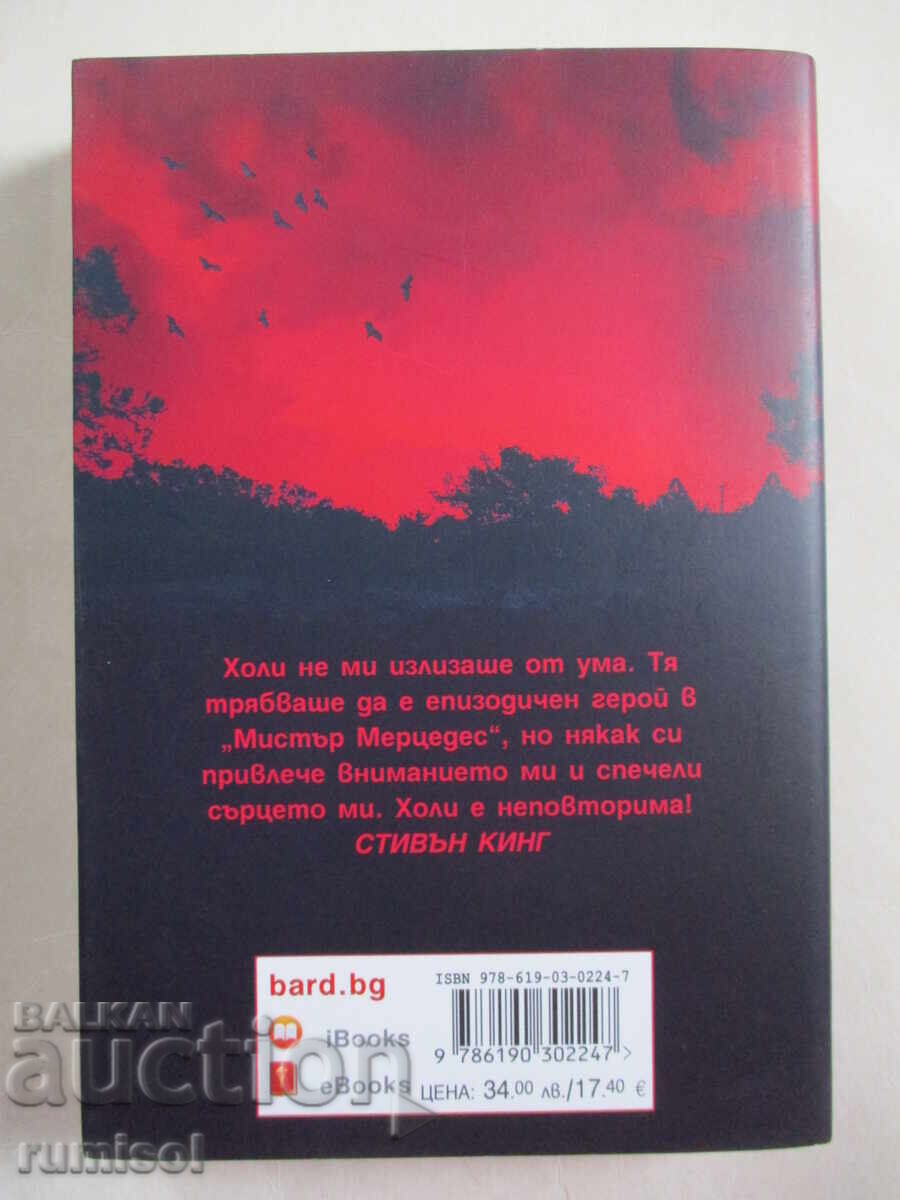 Холи не ми излизаше от ума. Тя
трябваше да е епизодичен герой в
„Мистър Мерцедес“, но някак си
привлече вниманието ми и спечели
сърцето ми. Холи е неповторима!
СТИВЪН КИНГ
bard.bg
iBooks
eBooks
ISBN 978-619-03-0224-7
9 786190 302247 >
ЦЕНА: 34.00 лв./17.40 €
BALKAN
auction
rumisol